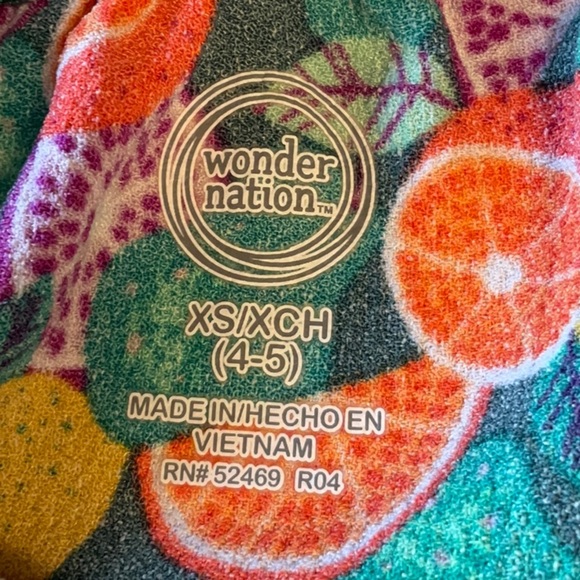 wonder
nation™
XS/XCH
(4-5)
MADE IN/HECHO EN
VIETNAM
RN# 52469 R04